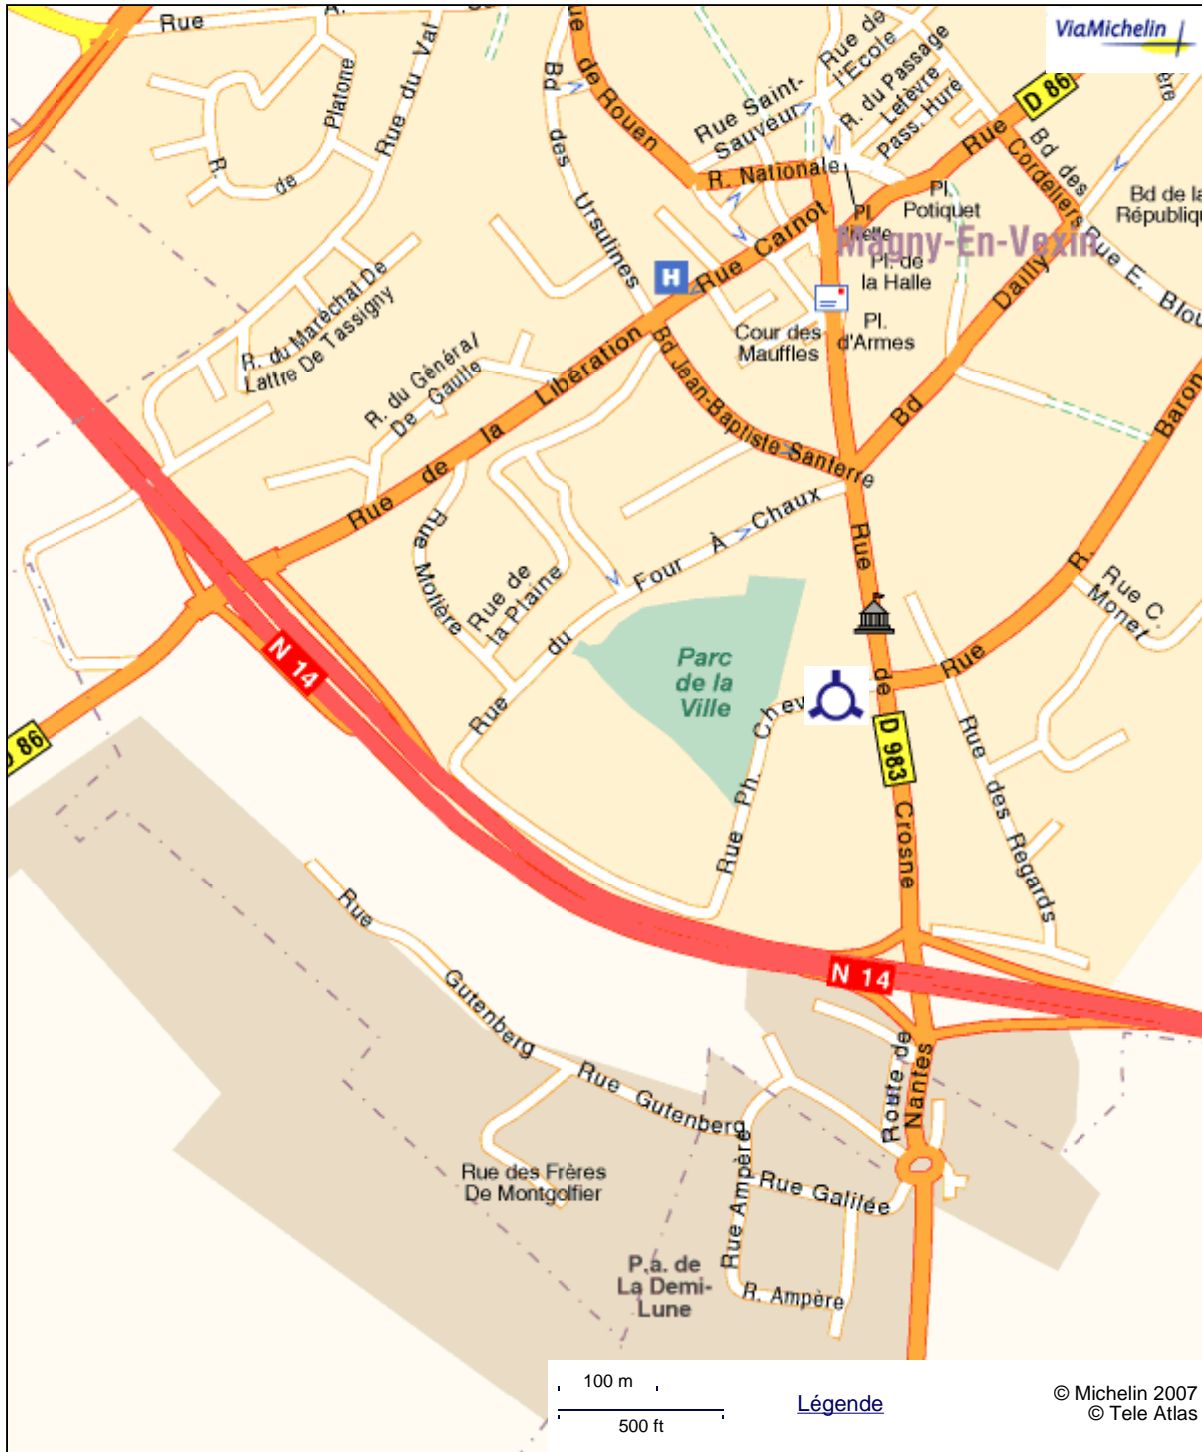 Rue
A.
ViaMichelin
Rue du Val
Platone
R. de
Bd des Ursulines
ue de Rouen
Rue de
l'Ecole
R. du Passage
Lefèvre
Pass. Huré
Rue Saint-
Sauveur
D 86
Rue
Bd des
Cordeliers
ère
R. Nationale
Pl.
Potiquet
Bd de la
Républiqu
Pl.
Magny-En-Vexin
Rue Carnot
H
Pl. de
la Halle
Rue E. Blou
Bd Dailly
R. du Maréchal De
Lattre De Tassigny
Cour des
Mauffles
Pl.
d'Armes
R. du Général
De Gaulle
Rue de la Libération
Bd Jean-Baptiste Santerre
R. Baron
Rue Molière
Rue de
la Plaine
Rue du Four À Chaux
Rue de Crosne
Rue C.
Monet
N 14
Parc
de la
Ville
Rue
D 86
Rue Ph. Chev
D 983
Rue des Regards
Rue Gutenberg
N 14
Route de
Nantes
Rue Gutenberg
Rue des Frères
De Montgolfier
Rue Ampère
Rue Galilée
P.a. de
La Demi-
Lune
R. Ampère
100 m
500 ft
Légende
© Michelin 2007
© Tele Atlas